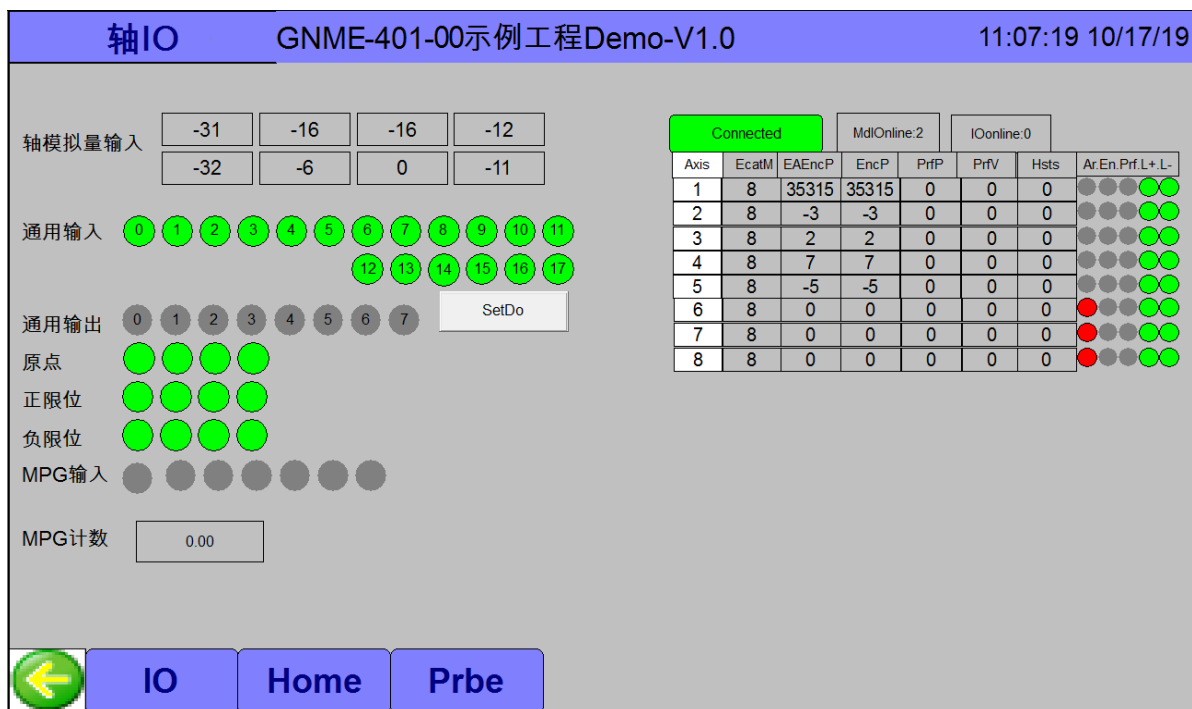 轴IO GNME-401-00示例工程Demo-V1.0 11:07:19 10/17/19
轴模拟量输入 -31 -16 -16 -12
-32 -6 0 -11
通用输入 0 1 2 3 4 5 6 7 8 9 10 11
12 13 14 15 16 17
通用输出 0 1 2 3 4 5 6 7 SetDo
原点
正限位
负限位
MPG输入
MPG计数 0.00
Connected MdlOnline:2 IOonline:0
Axis EcatM EAEncP EncP PrfP PrfV Hsts Ar.En.Prf.L+.L-
1 8 35315 35315 0 0 0
2 8 -3 -3 0 0 0
3 8 2 2 0 0 0
4 8 7 7 0 0 0
5 8 -5 -5 0 0 0
6 8 0 0 0 0 0
7 8 0 0 0 0 0
8 8 0 0 0 0 0
IO Home Prbe